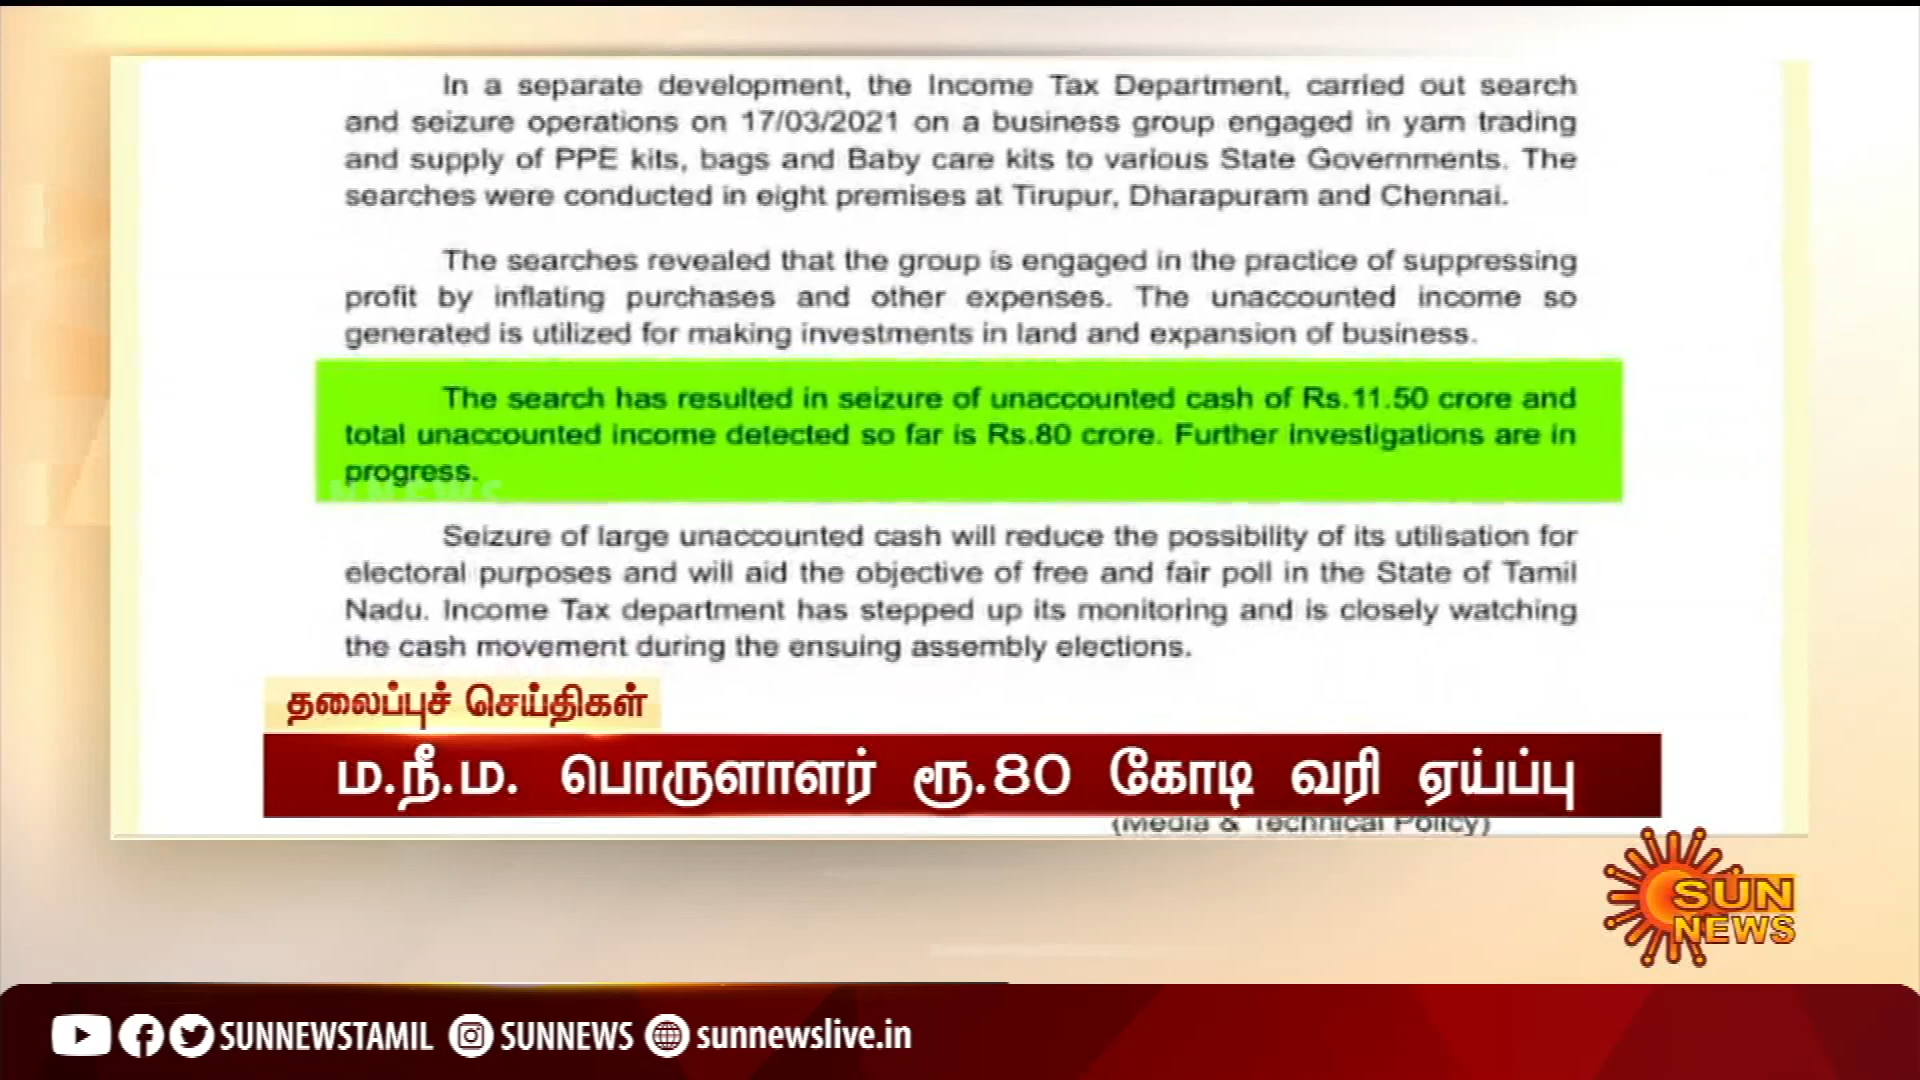 In a separate development, the Income Tax Department, carried out search
and seizure operations on 17/03/2021 on a business group engaged in yarn trading
and supply of PPE kits, bags and Baby care kits to various State Governments. The
searches were conducted in eight premises at Tirupur, Dharapuram and Chennai.
The searches revealed that the group is engaged in the practice of suppressing
profit by inflating purchases and other expenses. The unaccounted income so
generated is utilized for making investments in land and expansion of business.
The search has resulted in seizure of unaccounted cash of Rs.11.50 crore and
total unaccounted income detected so far is Rs.80 crore. Further investigations are in
progress.
Seizure of large unaccounted cash will reduce the possibility of its utilisation for
electoral purposes and will aid the objective of free and fair poll in the State of Tamil
Nadu. Income Tax department has stepped up its monitoring and is closely watching
the cash movement during the ensuing assembly elections.
தலைப்புச் செய்திகள்
ம.நீ.ம. பொருளாளர் ரூ.80 கோடி வரி ஏய்ப்பு
(Media & Technical Policy)
SUN
NEWS
SUNNEWSTAMIL SUNNEWS sunnewslive.in